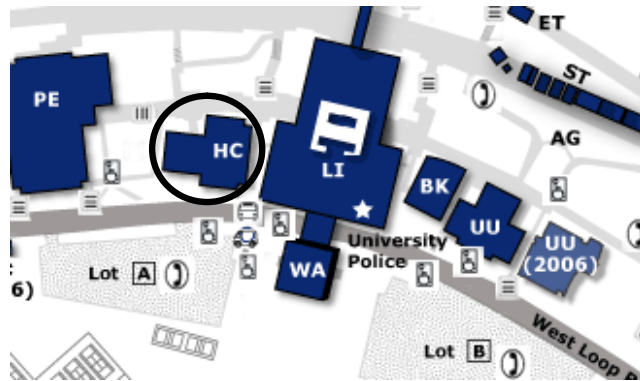 ET
ST
PE
AG
HC
LI
BK
UU
UU
(2006)
University
Police
WA
Lot A
6)
West Loop
Lot B